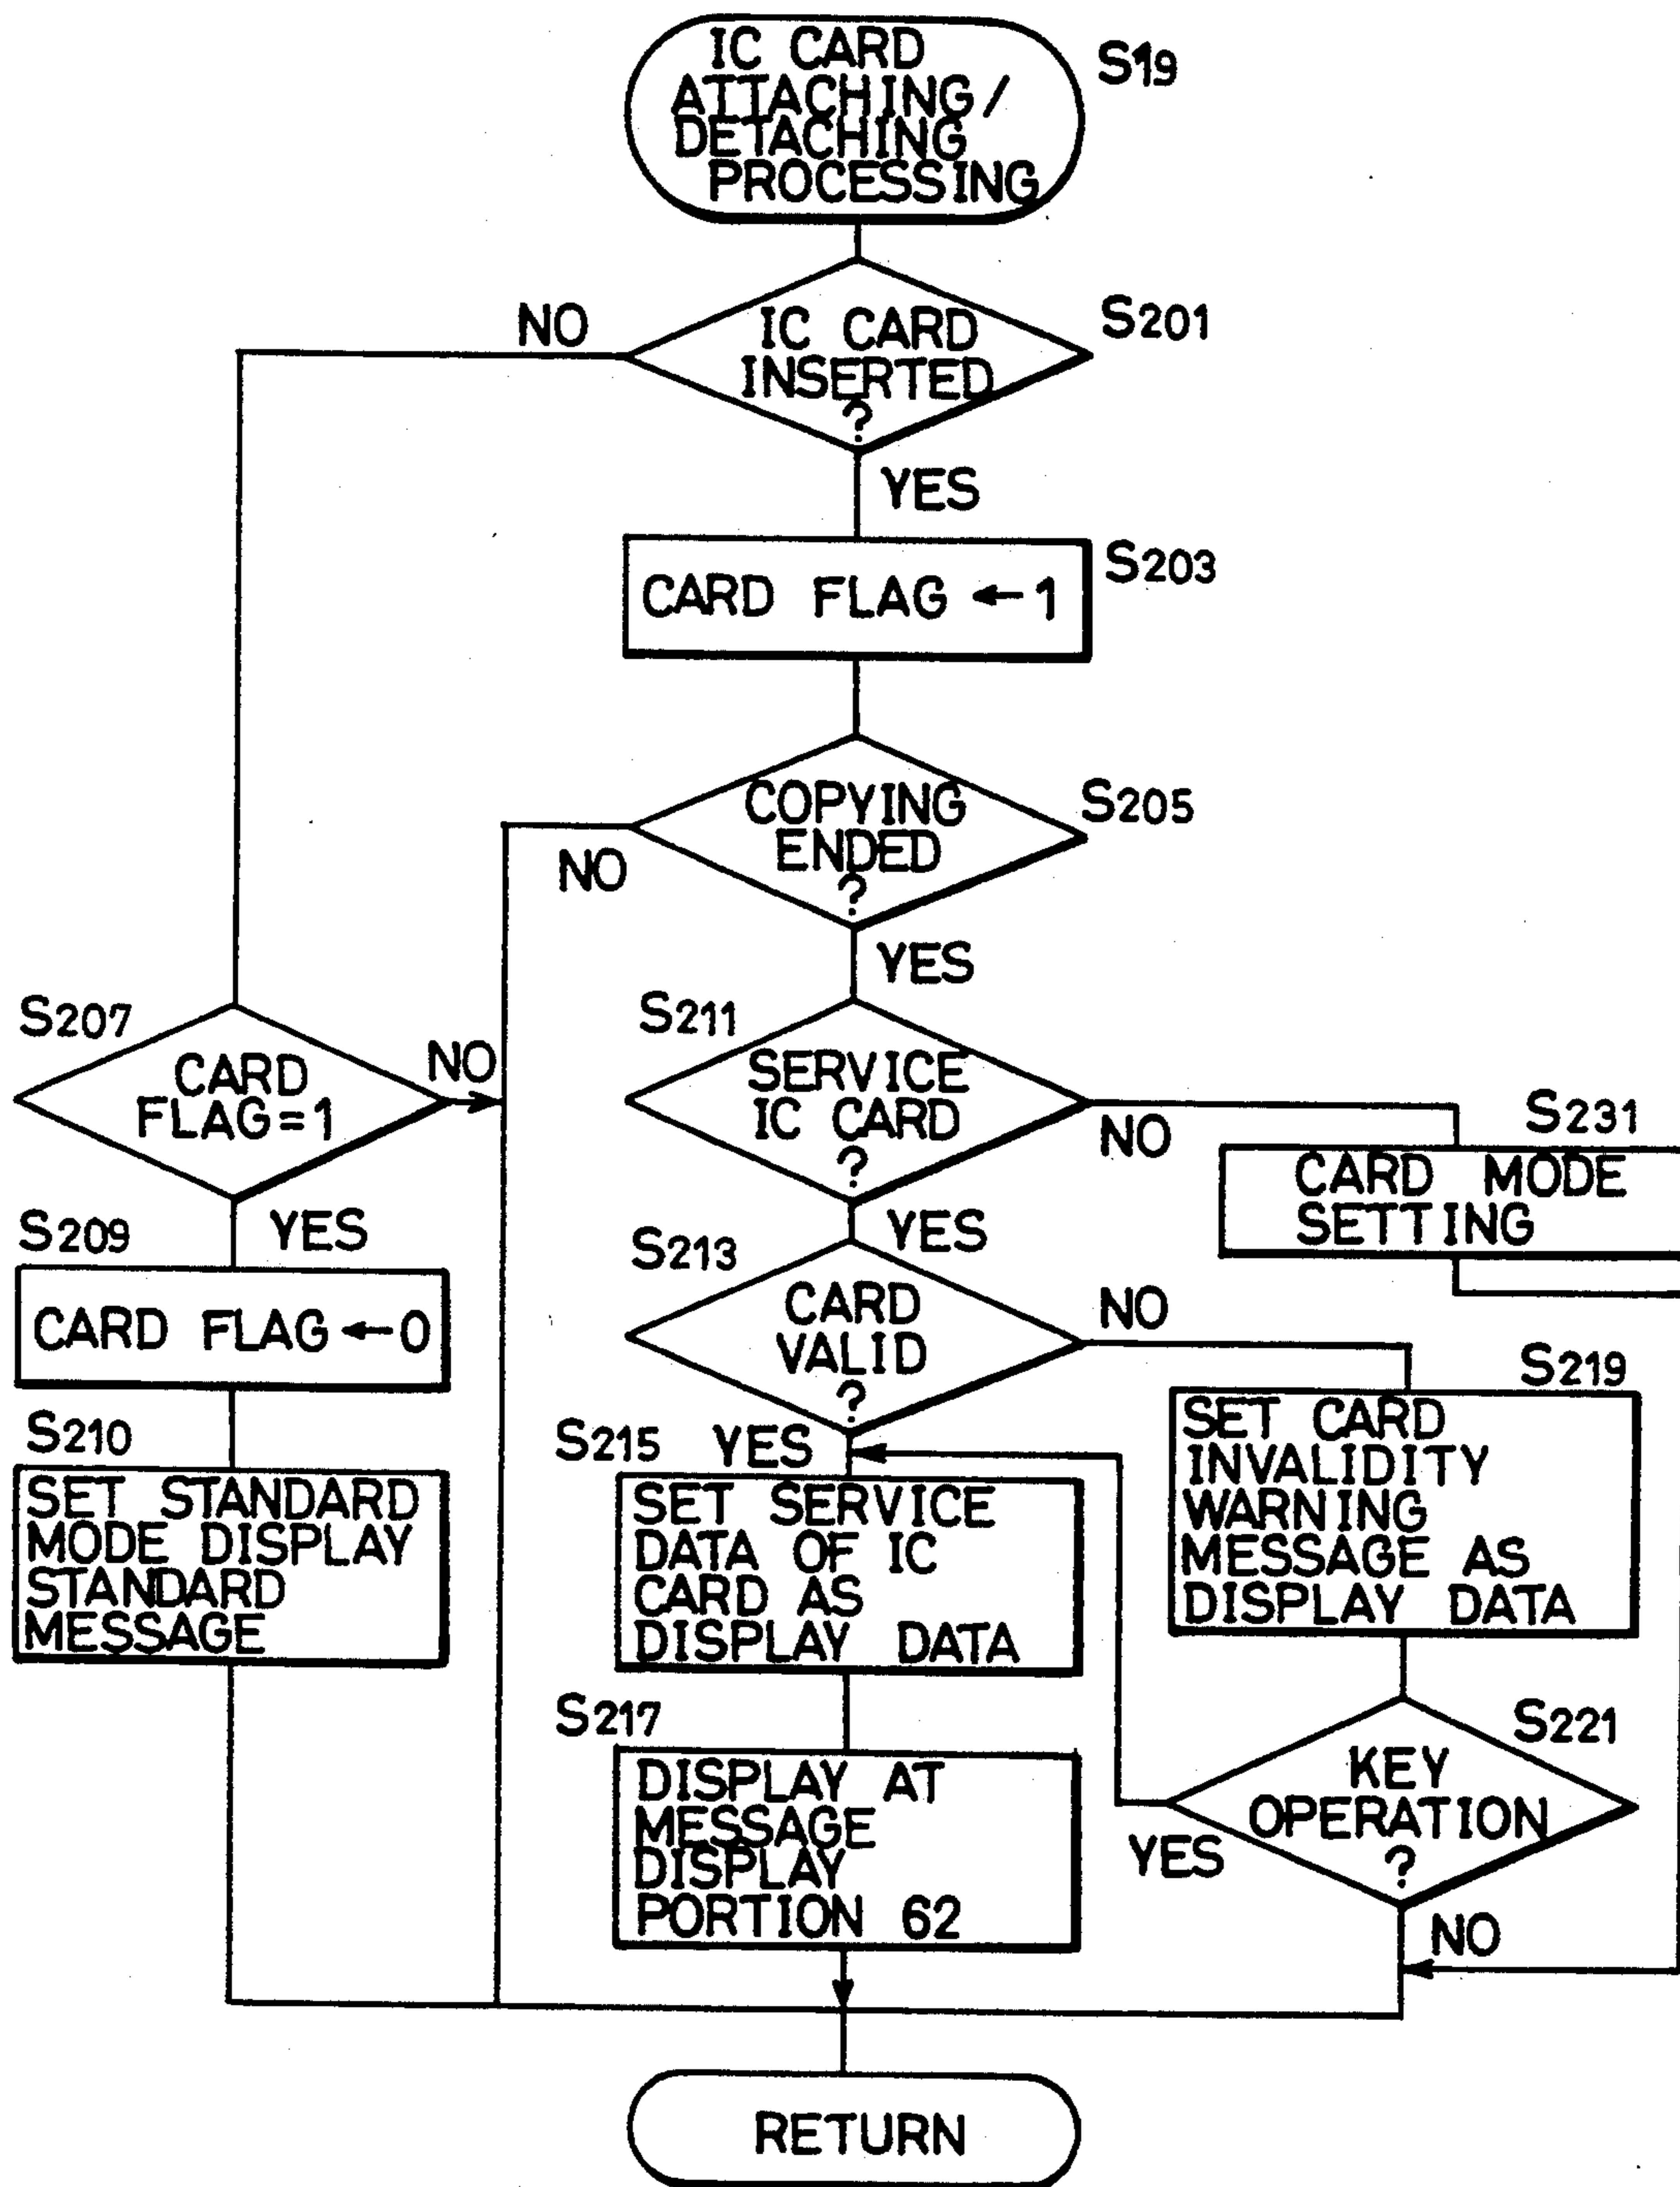 IC CARD
ATTACHING/
DETACHING
PROCESSING
S19
IC CARD
INSERTED
?
S201
NO
YES
CARD FLAG ←1
S203
COPYING
ENDED
?
S205
NO
YES
S207
CARD
FLAG=1
NO
YES
S211
SERVICE
IC CARD
?
NO
YES
S231
CARD MODE
SETTING
S209
CARD FLAG←0
S213
CARD
VALID
?
NO
YES
S210
SET STANDARD
MODE DISPLAY
STANDARD
MESSAGE
S215
SET SERVICE
DATA OF IC
CARD AS
DISPLAY DATA
S219
SET CARD
INVALIDITY
WARNING
MESSAGE AS
DISPLAY DATA
S217
DISPLAY AT
MESSAGE
DISPLAY
PORTION 62
S221
KEY
OPERATION
?
YES
NO
RETURN